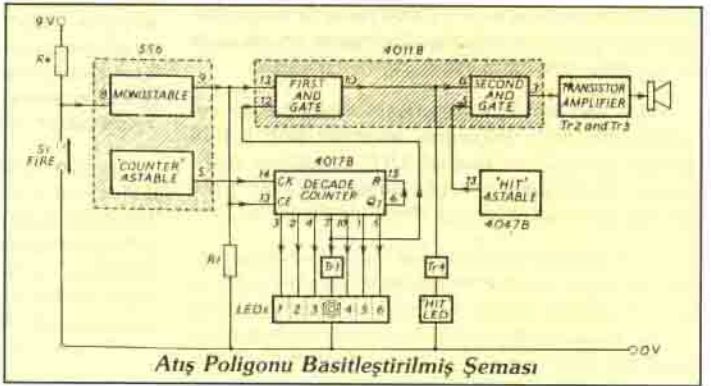 9V
R*
S1
FIRE
556
8
MONOSTABLE
9
"COUNTER"
ASTABLE
5
4011B
13
12
FIRST
AND
GATE
10
6
5
SECOND
AND
GATE
3
TRANSISTOR
AMPLIFIER
Tr2 and Tr3
"HIT"
ASTABLE
4047B
13
4017B
14 CK
13 CE
DECADE
COUNTER
R 15
6
3 2 4 7 10 1 5
R1
Tr1
Tr4
LEDs 1 2 3 4 5 6
HIT
LED
0V
Atış Poligonu Basitleştirilmiş Şeması